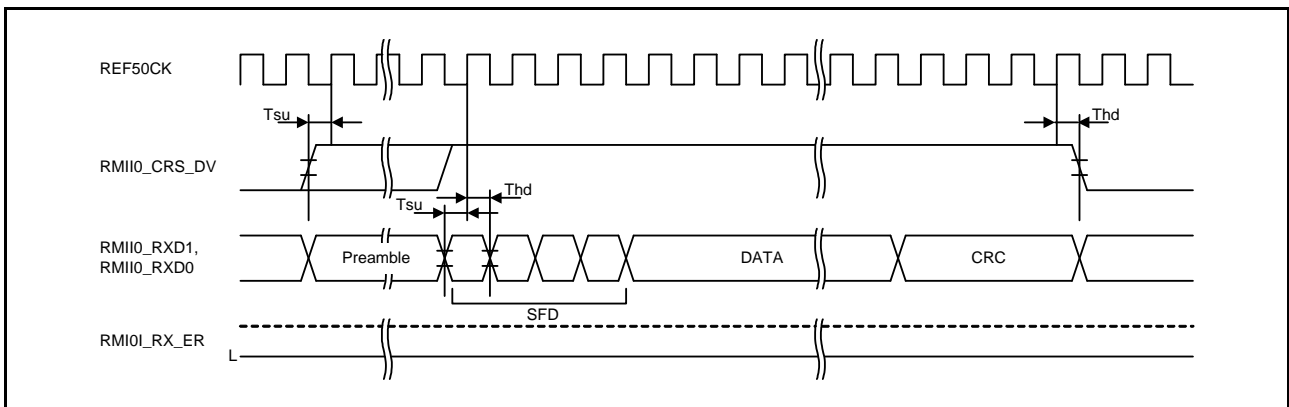 REF50CK
Tsu
Thd
RMII0_CRS_DV
Thd
Tsu
RMII0_RXD1,
RMII0_RXD0
Preamble
DATA
CRC
SFD
RMI0I_RX_ER
L